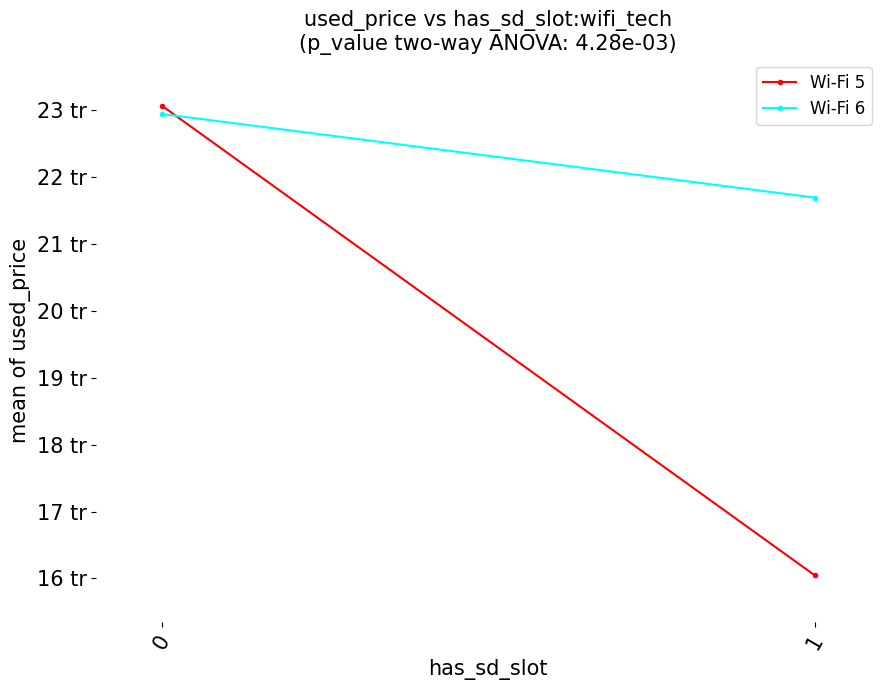 used_price vs has_sd_slot:wifi_tech
(p_value two-way ANOVA: 4.28e-03)
Wi-Fi 5
Wi-Fi 6
23 tr
22 tr
21 tr
20 tr
19 tr
18 tr
17 tr
16 tr
mean of used_price
0
1
has_sd_slot